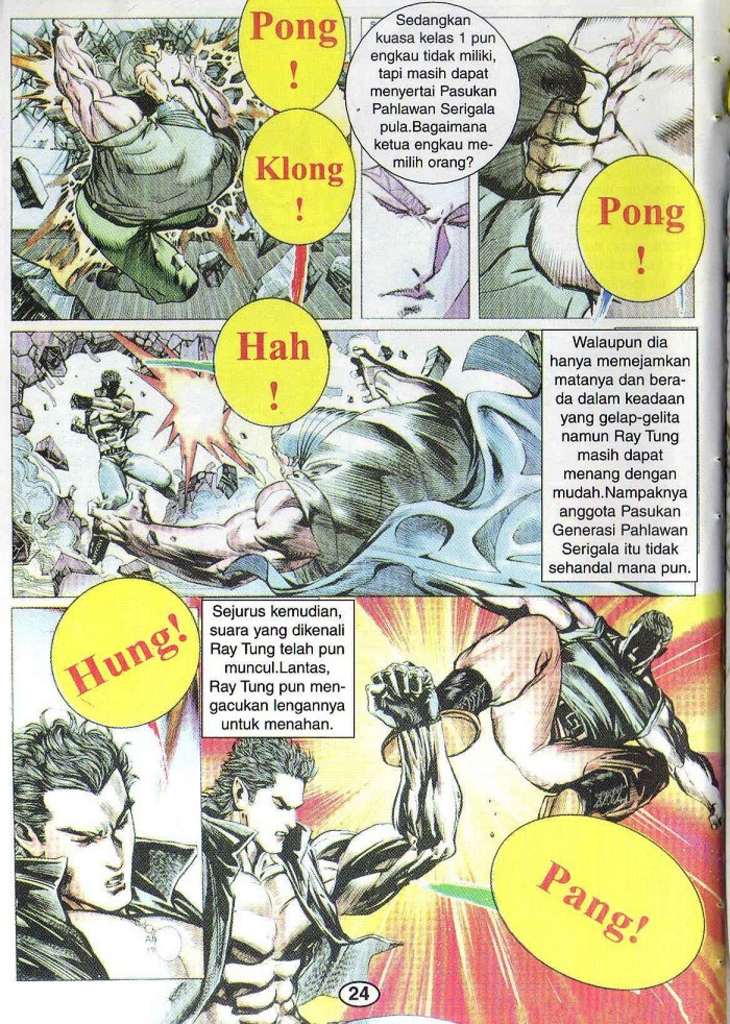 Pong
!
Klong
!
Sedangkan
kuasa kelas 1 pun
engkau tidak miliki,
tapi masih dapat
menyertai Pasukan
Pahlawan Serigala
pula.Bagaimana
ketua engkau me-
milih orang?
Pong
!
Hah
!
Walaupun dia
hanya memejamkan
matanya dan bera-
da dalam keadaan
yang gelap-gelita
namun Ray Tung
masih dapat
menang dengan
mudah.Nampaknya
anggota Pasukan
Generasi Pahlawan
Serigala itu tidak
sehandal mana pun.
Hung!
Sejurus kemudian,
suara yang dikenali
Ray Tung telah pun
muncul.Lantas,
Ray Tung pun men-
gacukan lengannya
untuk menahan.
Pang!
24